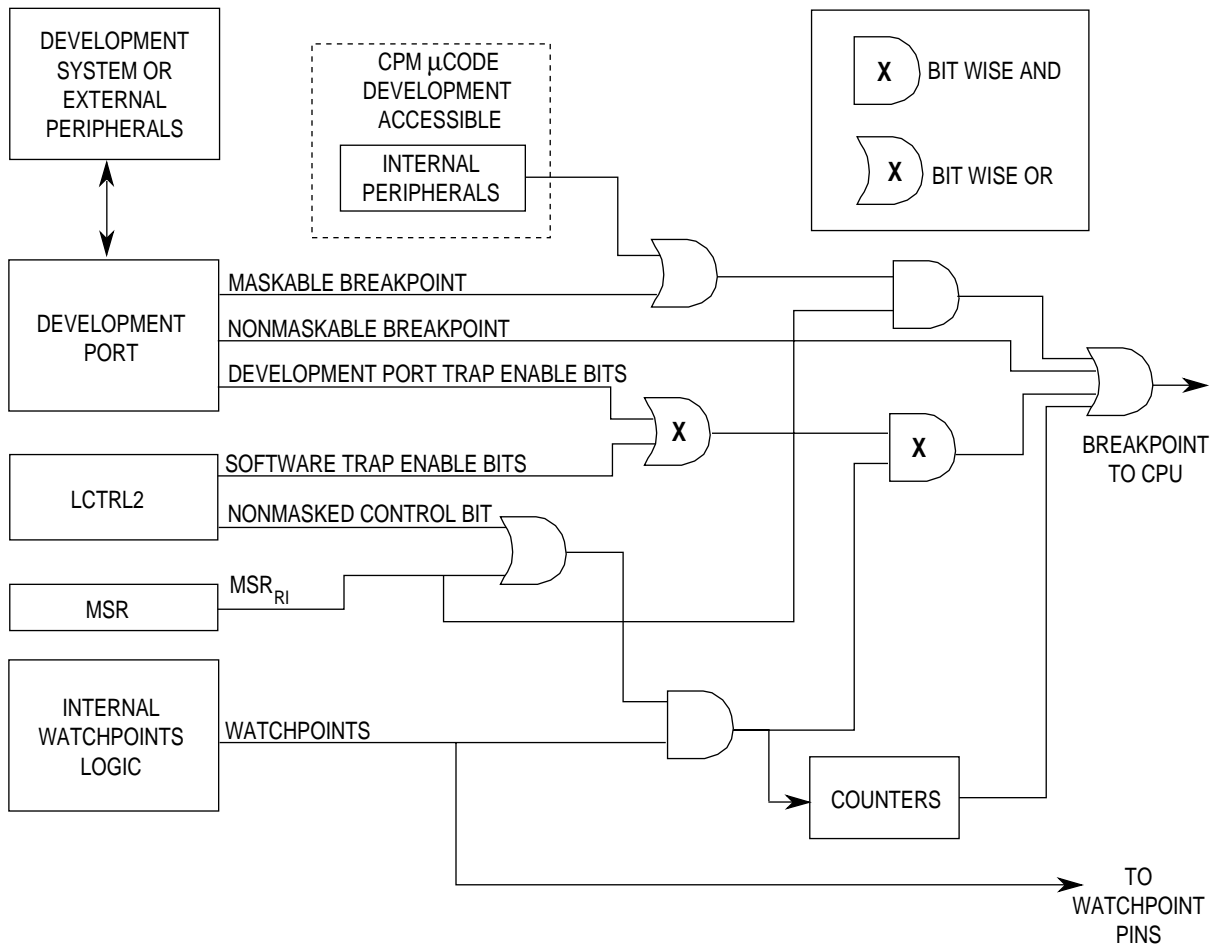 DEVELOPMENT
SYSTEM OR
EXTERNAL
PERIPHERALS
CPM μCODE
DEVELOPMENT
ACCESSIBLE
INTERNAL
PERIPHERALS
X BIT WISE AND
X BIT WISE OR
DEVELOPMENT
PORT
MASKABLE BREAKPOINT
NONMASKABLE BREAKPOINT
DEVELOPMENT PORT TRAP ENABLE BITS
X
X
BREAKPOINT
TO CPU
LCTRL2
SOFTWARE TRAP ENABLE BITS
NONMASKED CONTROL BIT
MSR
MSRRI
INTERNAL
WATCHPOINTS
LOGIC
WATCHPOINTS
COUNTERS
TO
WATCHPOINT
PINS